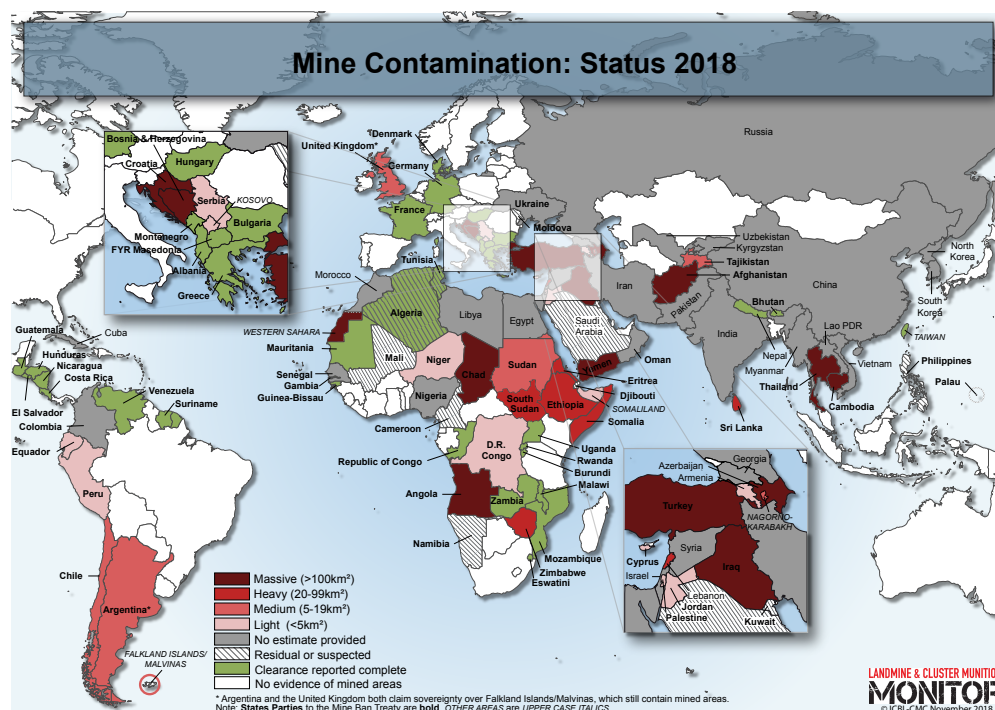 Mine Contamination: Status 2018
Denmark
United Kingdom*
Germany
France
Ukraine
Moldova
Russia
Bosnia & Herzegovina
Croatia
Hungary
Serbia*
KOSOVO
Montenegro
Bulgaria
FYR Macedonia
Albania
Greece
Tunisia
Morocco
Uzbekistan
Kyrgyzstan
Tajikistan
Afghanistan
North
Korea
South
Korea
China
Iran
Pakistan
India
Bhutan
Nepal
Myanmar
Lao PDR
TAIWAN
Vietnam
Thailand
Cambodia
Philippines
Palau
Sri Lanka
WESTERN SAHARA
Algeria
Libya
Egypt
Saudi
Arabia
Mauritania
Mali
Niger
Chad
Sudan
Yemen
Oman
Eritrea
Djibouti
SOMALILAND
Somalia
Senegal
Gambia
Guinea-Bissau
Nigeria
South
Sudan
Ethiopia
Cameroon
Republic of Congo
D.R.
Congo
Uganda
Rwanda
Burundi
Malawi
Angola
Zambia
Namibia
Mozambique
Zimbabwe
Eswatini
Guatemala
Cuba
Hunduras
Nicaragua
Costa Rica
El Salvador
Venezuela
Suriname
Colombia
Equador
Peru
Chile
Argentina*
FALKLAND ISLANDS/
MALVINAS
Georgia
Azerbaijan
Armenia
Turkey
NAGORNO-
KARABAKH
Cyprus
Syria
Iraq
Israel
Lebanon
Jordan
Palestine
Kuwait
Massive (>100km²)
Heavy (20-99km²)
Medium (5-19km²)
Light (<5km²)
No estimate provided
Residual or suspected
Clearance reported complete
No evidence of mined areas
* Argentina and the United Kingdom both claim sovereignty over Falkland Islands/Malvinas, which still contain mined areas.
Note: States Parties to the Mine Ban Treaty are bold. OTHER AREAS are UPPER CASE ITALICS.
LANDMINE & CLUSTER MUNITIO
MONITOR
© ICBL-CMC November 2018